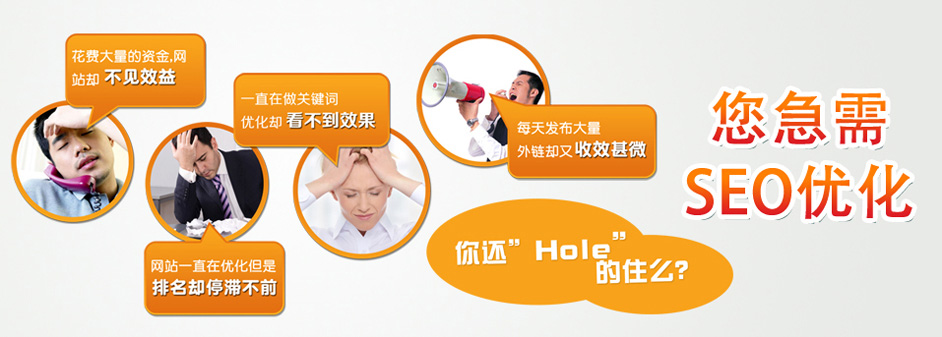 花费大量的资金,网
站却 不见效益
网站一直在优化但是
排名却停滞不前
一直在做关键词
优化却 看不到效果
每天发布大量
外链却又收效甚微
你还”Hole”
的住么?
您急需
SEO优化